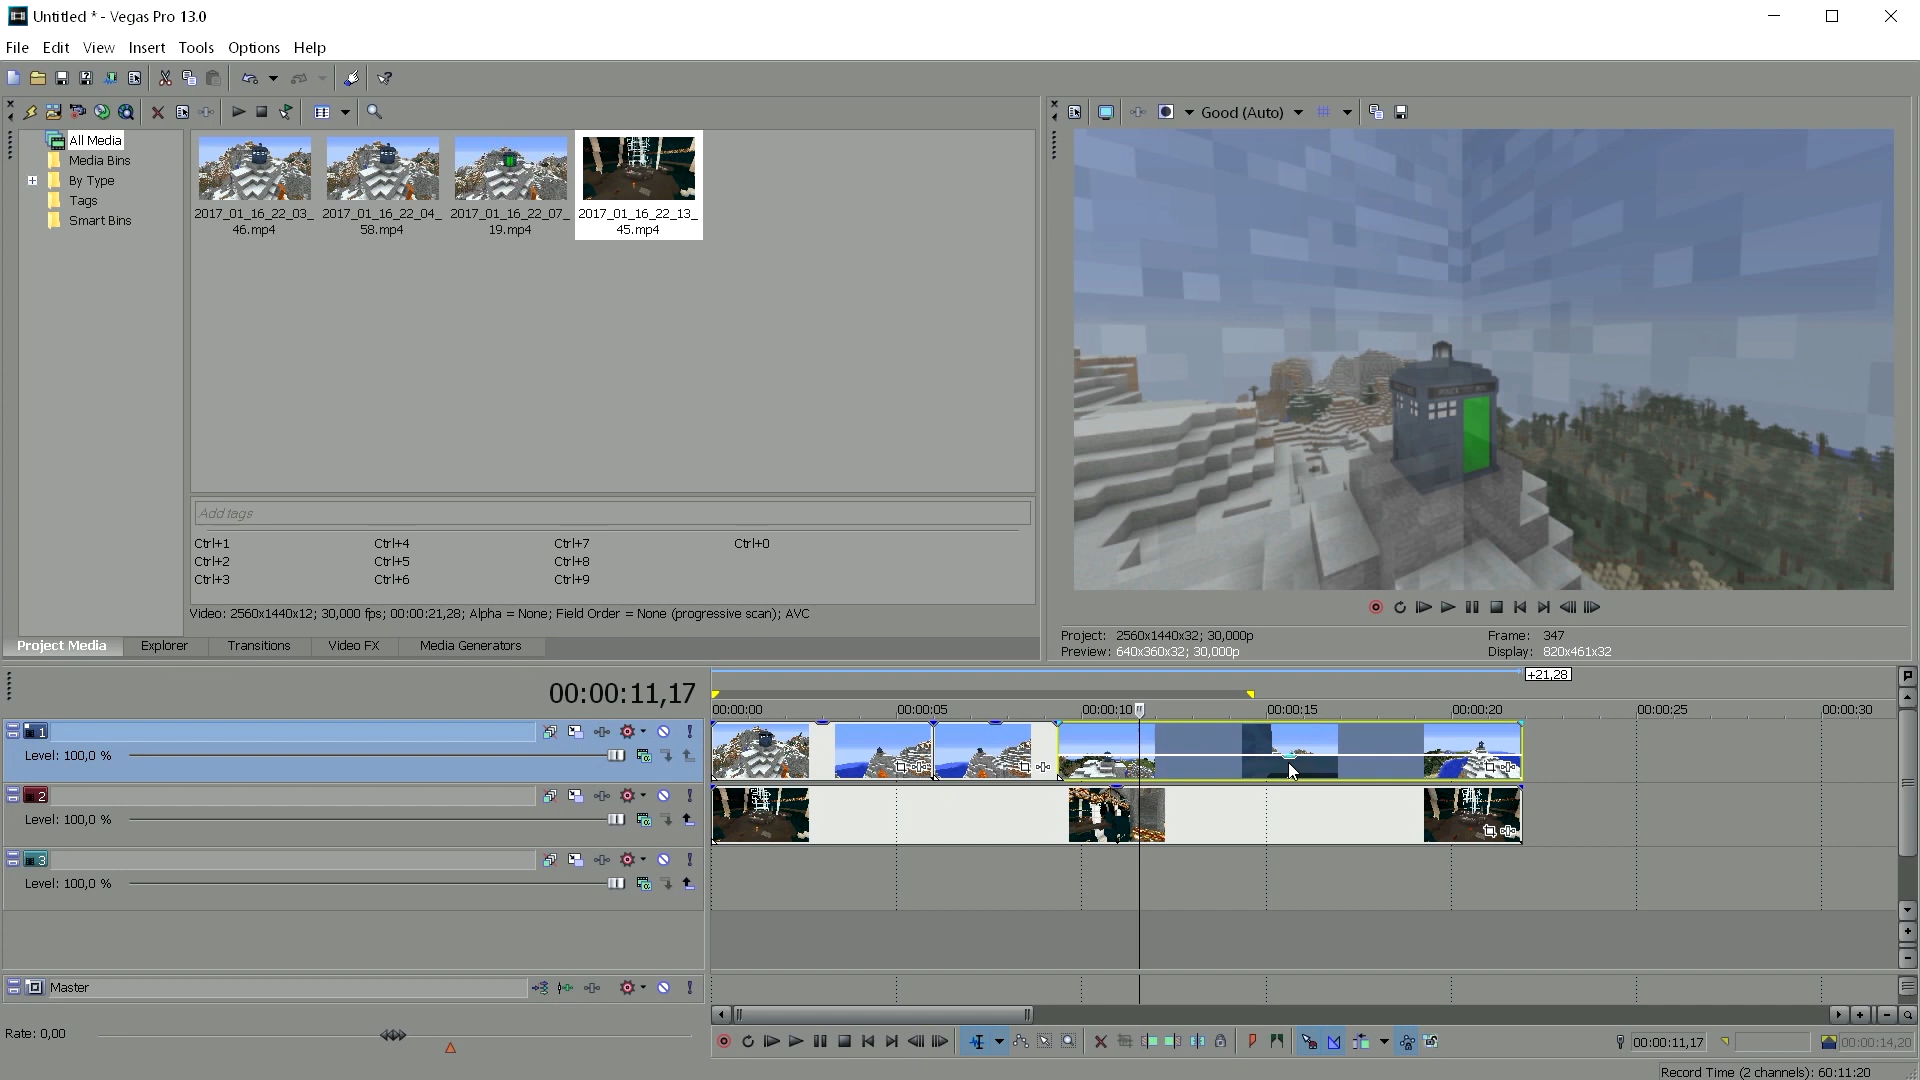 Untitled * - Vegas Pro 13.0
File Edit View Insert Tools Options Help
Good (Auto)
All Media
Media Bins
By Type
Tags
Smart Bins
2017_01_16_22_03_
46.mp4
2017_01_16_22_04_
58.mp4
2017_01_16_22_07_
19.mp4
2017_01_16_22_13_
45.mp4
Add tags
Ctrl+1 Ctrl+4 Ctrl+7 Ctrl+0
Ctrl+2 Ctrl+5 Ctrl+8
Ctrl+3 Ctrl+6 Ctrl+9
Video: 2560x1440x12; 30,000 fps; 00:00:21,28; Alpha = None; Field Order = None (progressive scan); AVC
Project Media Explorer Transitions Video FX Media Generators
Project: 2560x1440x32; 30,000p Frame: 347
Preview: 640x360x32; 30,000p Display: 820x461x32
+21,28
00:00:11,17
00:00:00 00:00:05 00:00:10 00:00:15 00:00:20 00:00:25 00:00:30
1
Level: 100,0 %
2
Level: 100,0 %
3
Level: 100,0 %
Master
Rate: 0,00
00:00:11,17 00:00:14,20
Record Time (2 channels): 60:11:20